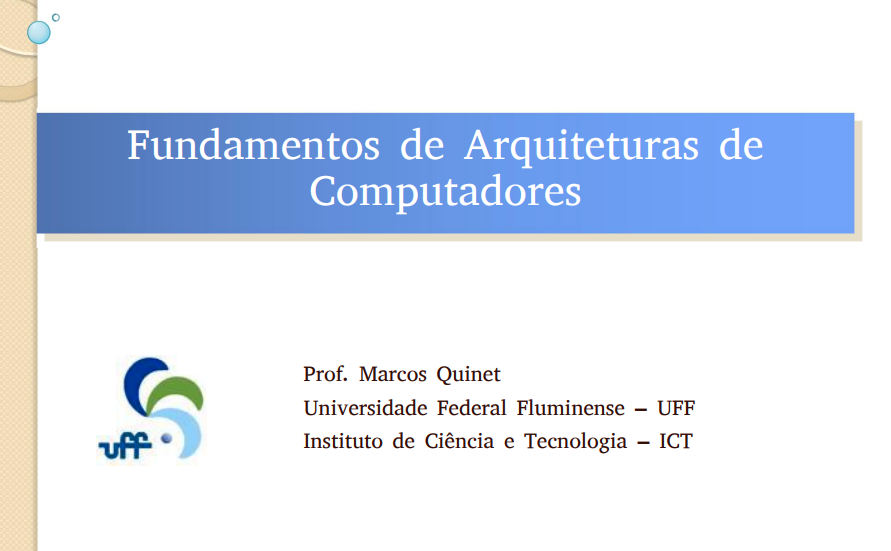 Fundamentos de Arquiteturas de
Computadores
Prof. Marcos Quinet
Universidade Federal Fluminense – UFF
Instituto de Ciência e Tecnologia – ICT
uff